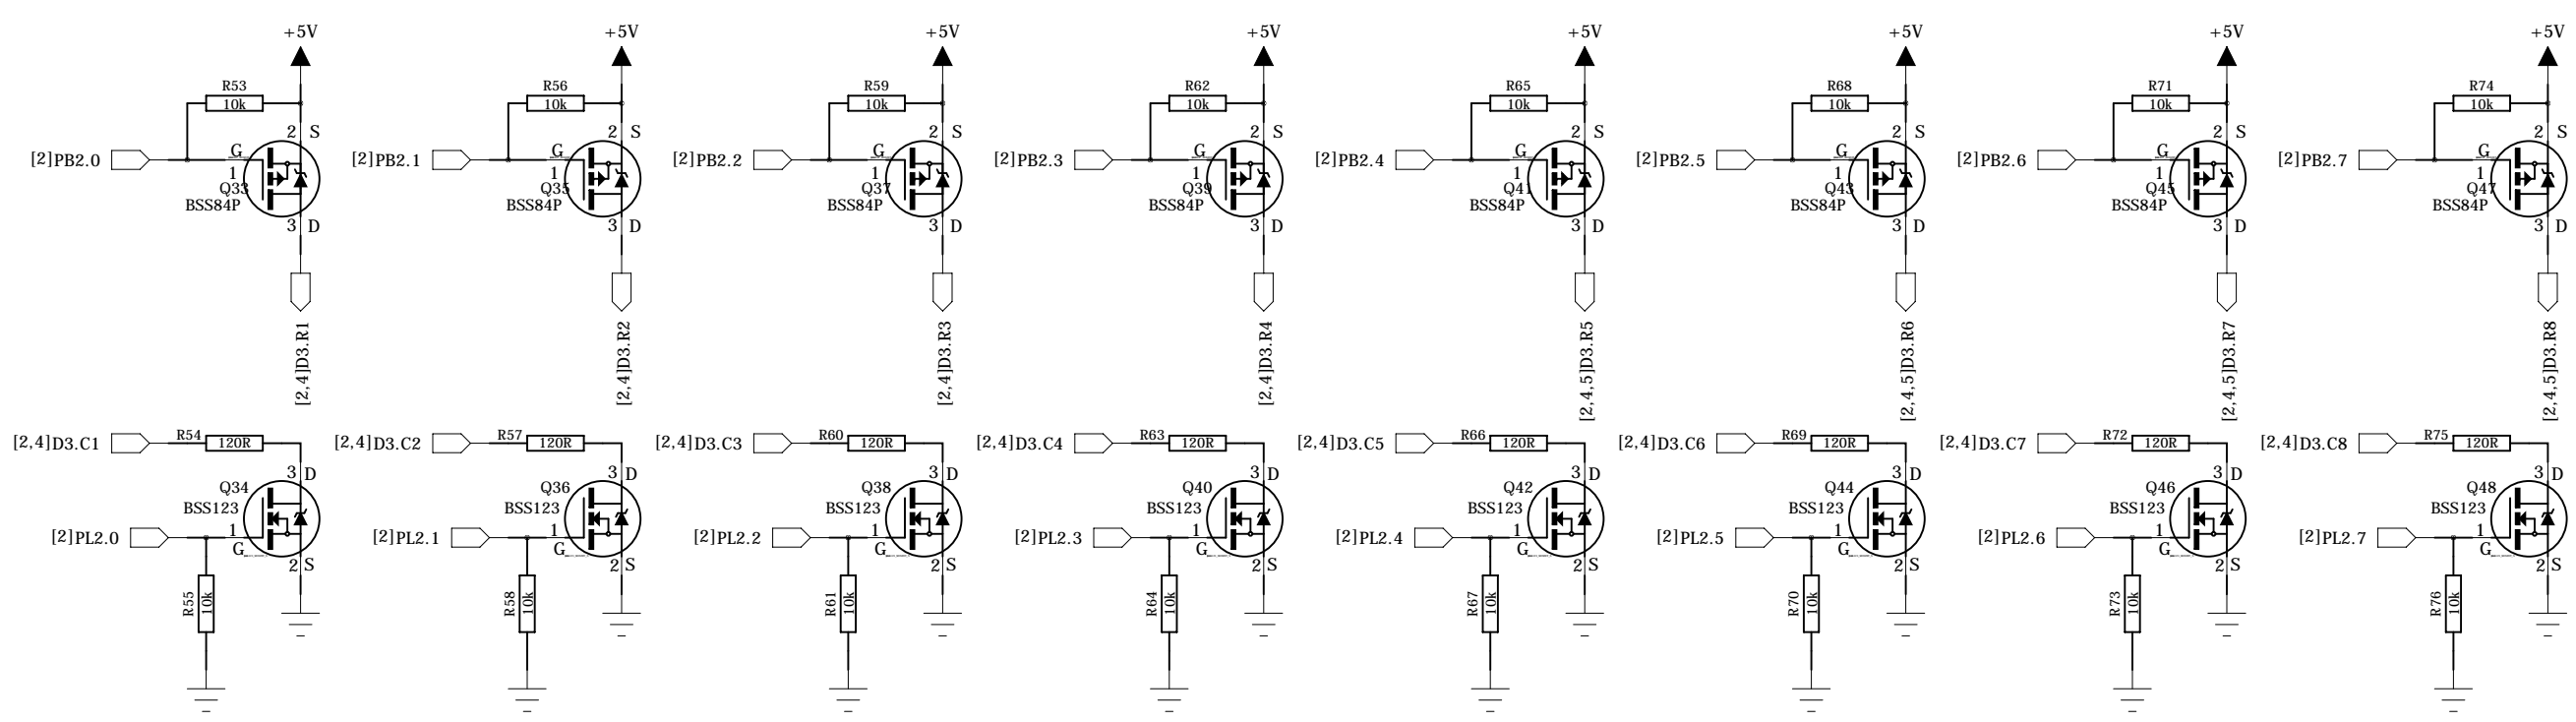 +5V +5V +5V +5V +5V +5V +5V +5V
R53 R56 R59 R62 R65 R68 R71 R74
10k 10k 10k 10k 10k 10k 10k 10k
2 S 2 S 2 S 2 S 2 S 2 S 2 S 2 S
[2]PB2.0 G [2]PB2.1 G [2]PB2.2 G [2]PB2.3 G [2]PB2.4 G [2]PB2.5 G [2]PB2.6 G [2]PB2.7 G
1 1 1 1 1 1 1 1
Q33 Q35 Q37 Q39 Q41 Q43 Q45 Q47
BSS84P BSS84P BSS84P BSS84P BSS84P BSS84P BSS84P BSS84P
3 D 3 D 3 D 3 D 3 D 3 D 3 D 3 D
[2,4]D3.R1 [2,4]D3.R2 [2,4]D3.R3 [2,4]D3.R4 [2,4,5]D3.R5 [2,4,5]D3.R6 [2,4,5]D3.R7 [2,4,5]D3.R8
[2,4]D3.C1 R54 120R [2,4]D3.C2 R57 120R [2,4]D3.C3 R60 120R [2,4]D3.C4 R63 120R [2,4]D3.C5 R66 120R [2,4]D3.C6 R69 120R [2,4]D3.C7 R72 120R [2,4]D3.C8 R75 120R
3 D 3 D 3 D 3 D 3 D 3 D 3 D 3 D
Q34 Q36 Q38 Q40 Q42 Q44 Q46 Q48
BSS123 BSS123 BSS123 BSS123 BSS123 BSS123 BSS123 BSS123
[2]PL2.0 1 [2]PL2.1 1 [2]PL2.2 1 [2]PL2.3 1 [2]PL2.4 1 [2]PL2.5 1 [2]PL2.6 1 [2]PL2.7 1
G G G G G G G G
2 S 2 S 2 S 2 S 2 S 2 S 2 S 2 S
R55 10k R58 10k R61 10k R64 10k R67 10k R70 10k R73 10k R76 10k